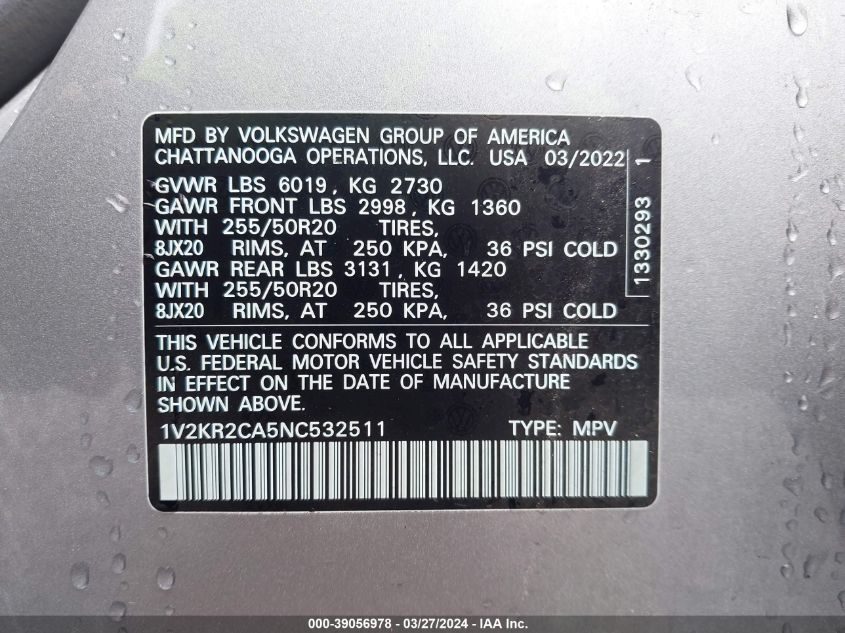 MFD BY VOLKSWAGEN GROUP OF AMERICA
CHATTANOOGA OPERATIONS, LLC. USA 03/2022
GVWR LBS 6019, KG 2730
GAWR FRONT LBS 2998, KG 1360
WITH 255/50R20 TIRES,
8JX20 RIMS, AT 250 KPA, 36 PSI COLD
GAWR REAR LBS 3131, KG 1420
WITH 255/50R20 TIRES,
8JX20 RIMS, AT 250 KPA, 36 PSI COLD
1330293 1
THIS VEHICLE CONFORMS TO ALL APPLICABLE
U.S. FEDERAL MOTOR VEHICLE SAFETY STANDARDS
IN EFFECT ON THE DATE OF MANUFACTURE
SHOWN ABOVE.
1V2KR2CA5NC532511 TYPE: MPV
000-39056978 - 03/27/2024 - IAA Inc.